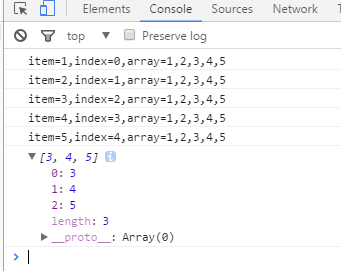 Elements Console Sources Network
top Preserve log
item=1,index=0,array=1,2,3,4,5
item=2,index=1,array=1,2,3,4,5
item=3,index=2,array=1,2,3,4,5
item=4,index=3,array=1,2,3,4,5
item=5,index=4,array=1,2,3,4,5
[3, 4, 5] i
0: 3
1: 4
2: 5
length: 3
__proto__: Array(0)